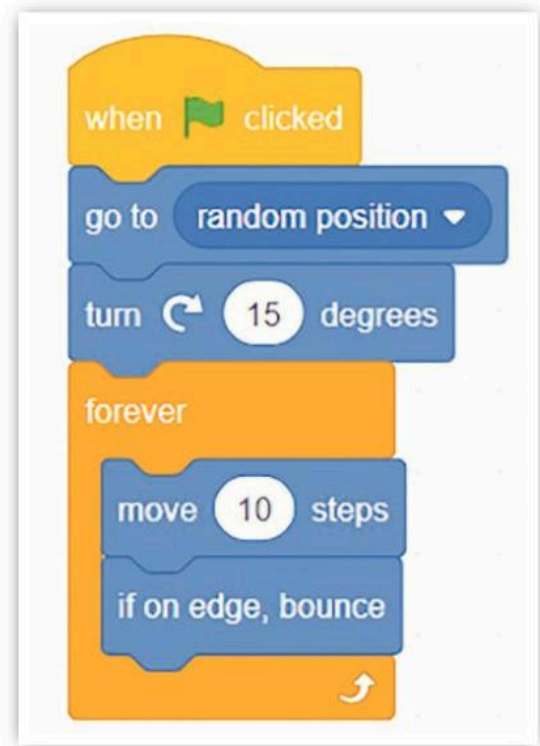 when clicked
go to random position
turn 15 degrees
forever
move 10 steps
if on edge, bounce